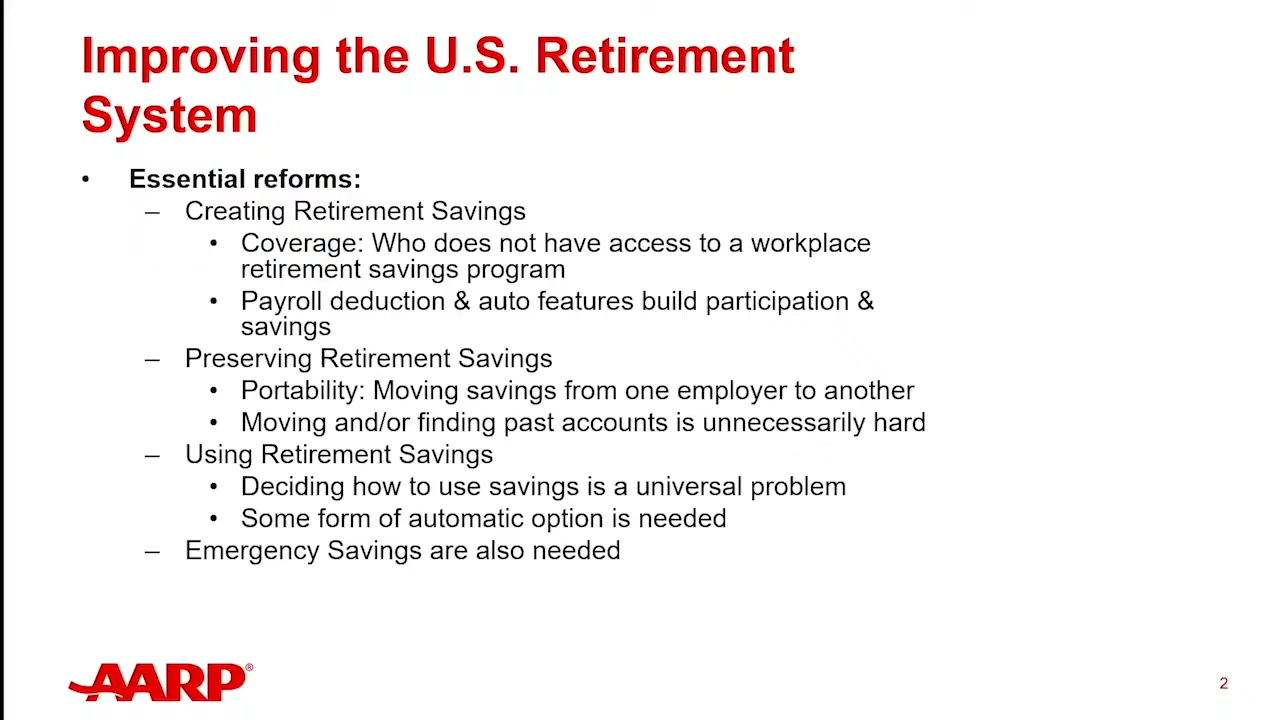 Improving the U.S. Retirement
System
• Essential reforms:
– Creating Retirement Savings
• Coverage: Who does not have access to a workplace
retirement savings program
• Payroll deduction & auto features build participation &
savings
– Preserving Retirement Savings
• Portability: Moving savings from one employer to another
• Moving and/or finding past accounts is unnecessarily hard
– Using Retirement Savings
• Deciding how to use savings is a universal problem
• Some form of automatic option is needed
– Emergency Savings are also needed
AARP®
2